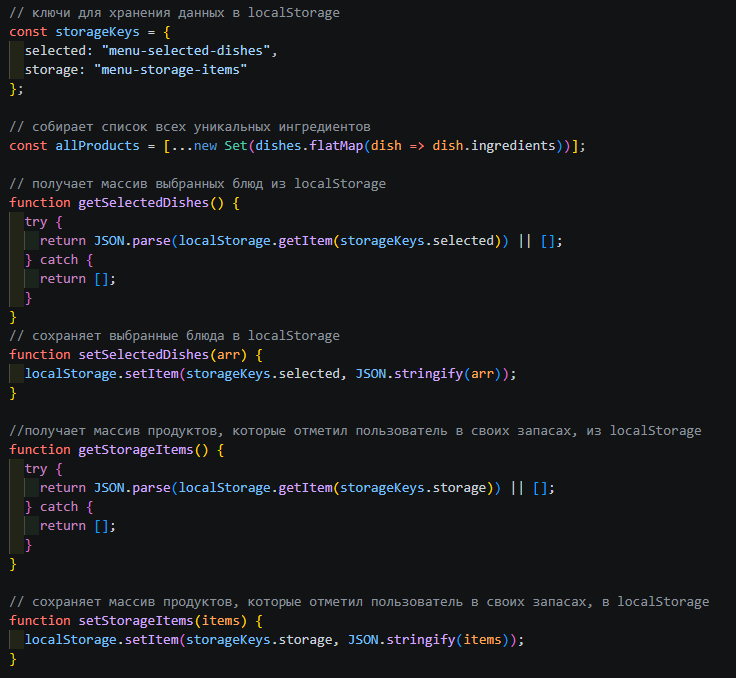 // ключи для хранения данных в localStorage
const storageKeys = {
  selected: "menu-selected-dishes",
  storage: "menu-storage-items"
};

// собирает список всех уникальных ингредиентов
const allProducts = [...new Set(dishes.flatMap(dish => dish.ingredients))];

// получает массив выбранных блюд из localStorage
function getSelectedDishes() {
  try {
    return JSON.parse(localStorage.getItem(storageKeys.selected)) || [];
  } catch {
    return [];
  }
}
// сохраняет выбранные блюда в localStorage
function setSelectedDishes(arr) {
  localStorage.setItem(storageKeys.selected, JSON.stringify(arr));
}

//получает массив продуктов, которые отметил пользователь в своих запасах, из localStorage
function getStorageItems() {
  try {
    return JSON.parse(localStorage.getItem(storageKeys.storage)) || [];
  } catch {
    return [];
  }
}

// сохраняет массив продуктов, которые отметил пользователь в своих запасах, в localStorage
function setStorageItems(items) {
  localStorage.setItem(storageKeys.storage, JSON.stringify(items));
}